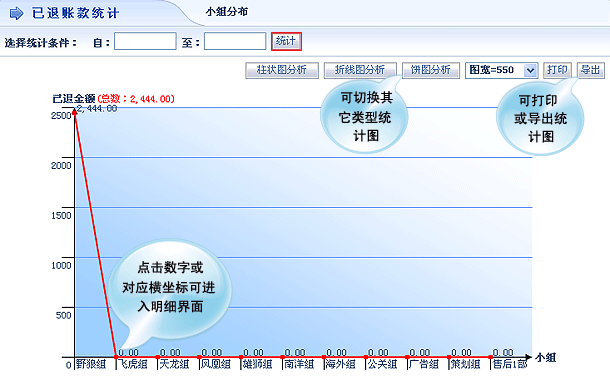 已退账款统计
小组分布
选择统计条件： 自： 至： 统计
柱状图分析 折线图分析 饼图分析 图宽=550 打印 导出
已退金额(总数：2,444.00)
可切换其
它类型统
计图
可打印
或导出统
计图
2500
2,444.00
2000
1500
1000
500
0
点击数字或
对应横坐标可进
入明细界面
0.00 0.00 0.00 0.00 0.00 0.00 0.00 0.00 0.00 0.00
小组
野狼组 飞虎组 天龙组 凤凰组 雄狮组 南洋组 海外组 公关组 广告组 策划组 售后1部